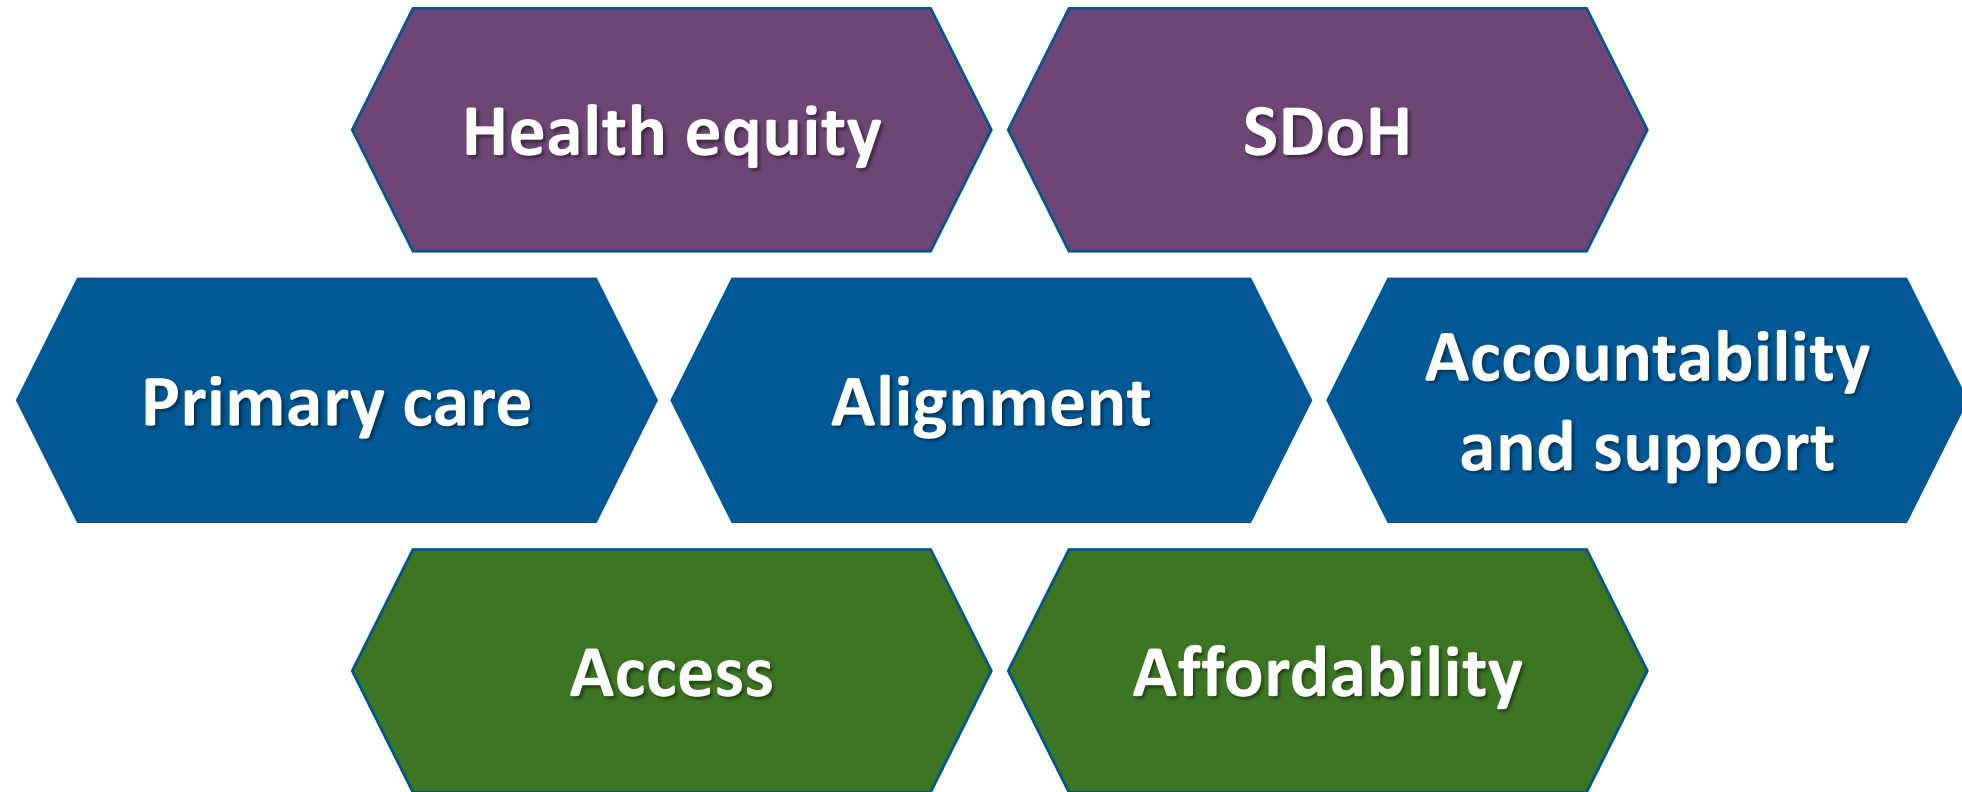 Health equity
SDoH
Primary care
Alignment
Accountability
and support
Access
Affordability